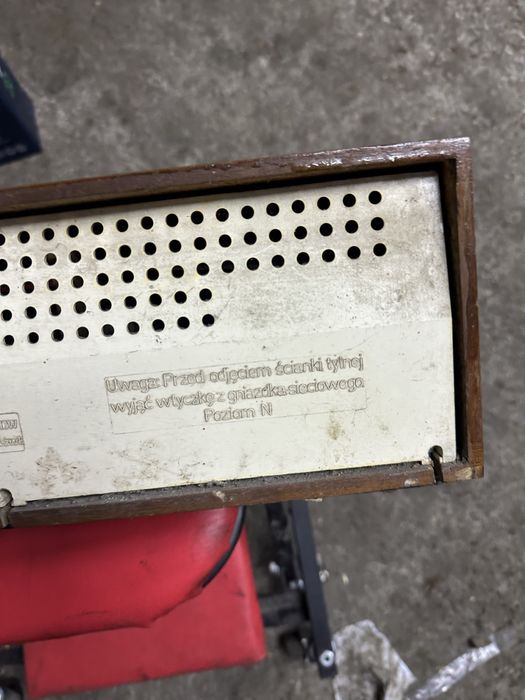 Uwaga: Przed odjęciem ścianki tylnej
wyjąć wtyczkę z gniazdka sieciowego
Poziom N